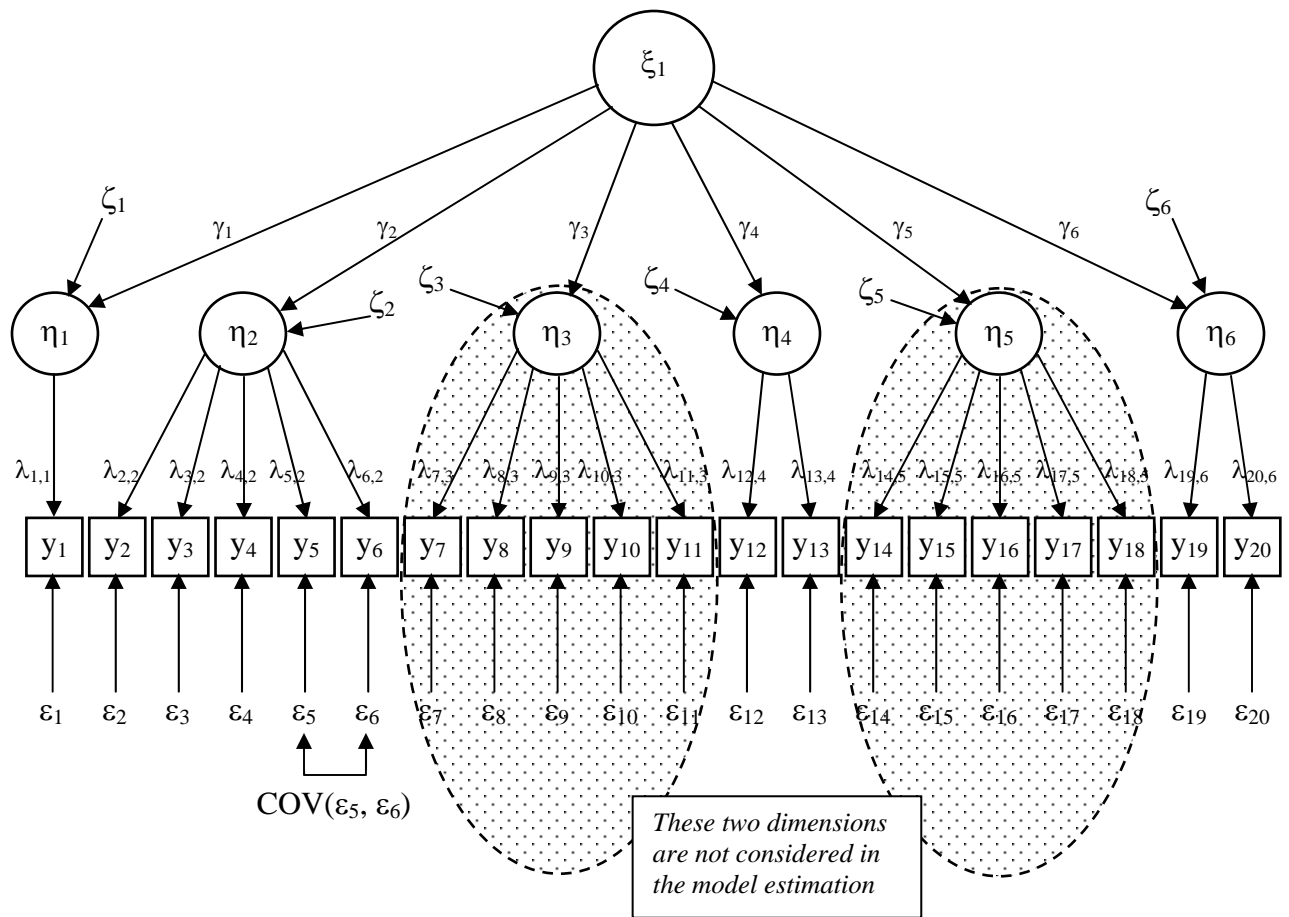 ξ1
ζ1
γ1 γ2 γ3 γ4 γ5 γ6
ζ6
ζ2 ζ3 ζ4 ζ5
η1 η2 η3 η4 η5 η6
λ1,1 λ2,2 λ3,2 λ4,2 λ5,2 λ6,2 λ7,3 λ8,3 λ9,3 λ10,3 λ11,3 λ12,4 λ13,4 λ14,5 λ15,5 λ16,5 λ17,5 λ18,5 λ19,6 λ20,6
y1 y2 y3 y4 y5 y6 y7 y8 y9 y10 y11 y12 y13 y14 y15 y16 y17 y18 y19 y20
ε1 ε2 ε3 ε4 ε5 ε6 ε7 ε8 ε9 ε10 ε11 ε12 ε13 ε14 ε15 ε16 ε17 ε18 ε19 ε20
COV(ε5, ε6)
These two dimensions
are not considered in
the model estimation